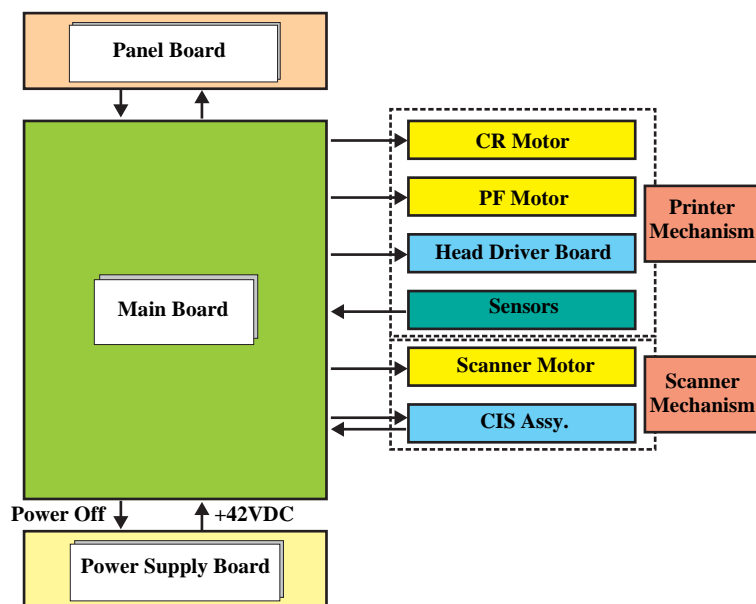 Panel Board
CR Motor
PF Motor
Printer
Mechanism
Head Driver Board
Main Board
Sensors
Scanner Motor
Scanner
Mechanism
CIS Assy.
Power Off
+42VDC
Power Supply Board